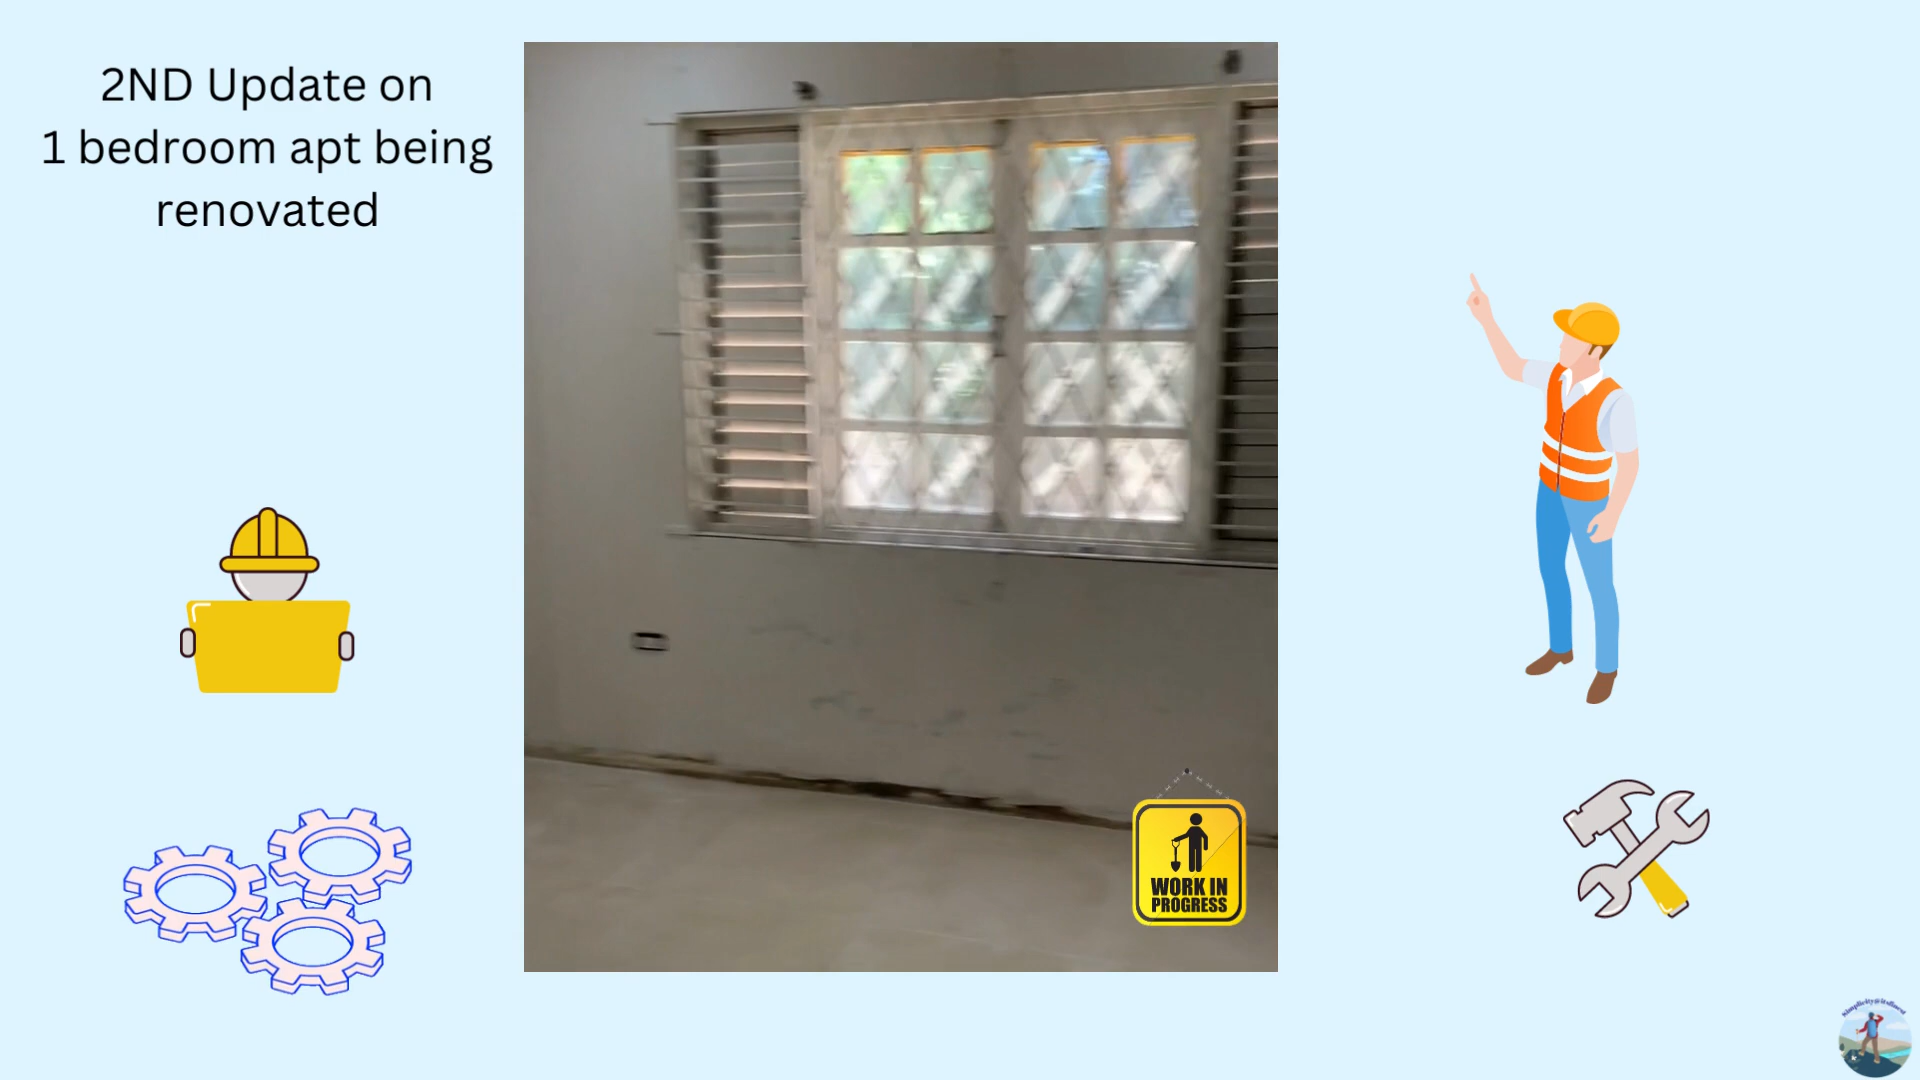 2ND Update on
1 bedroom apt being
renovated
WORK IN
PROGRESS